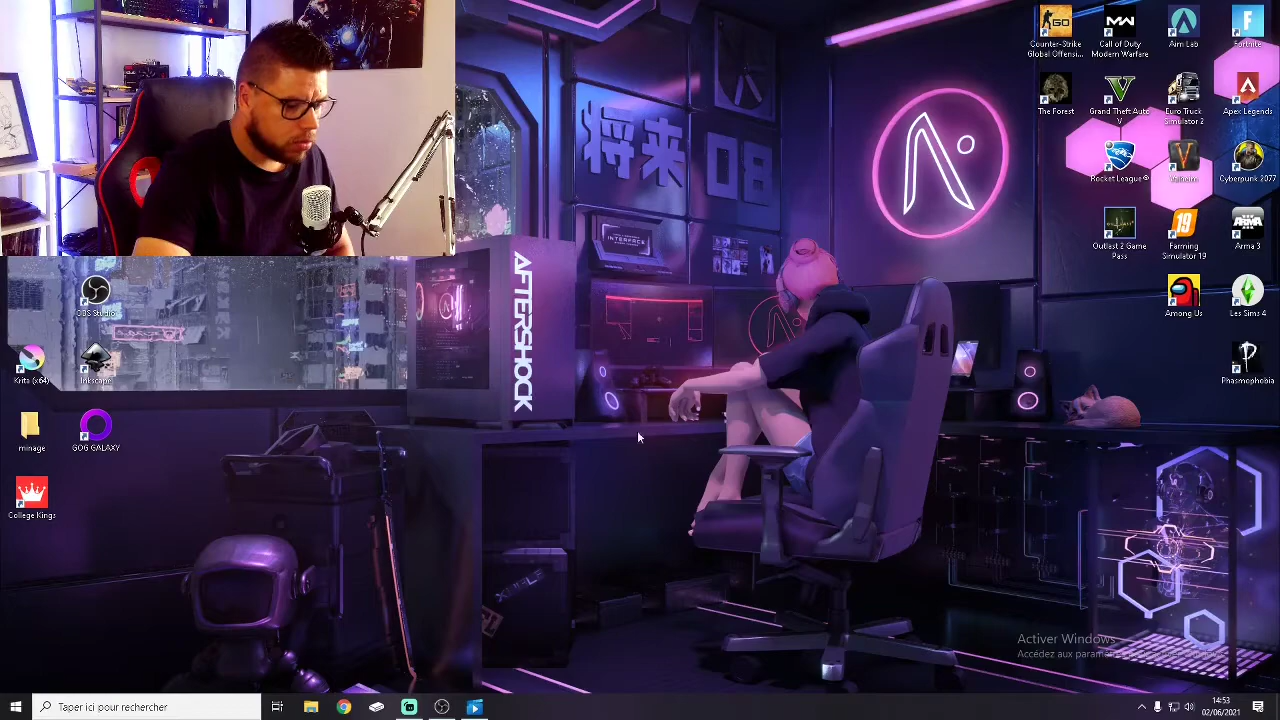 Counter-Strike
Global Offensi...
Call of Duty
Modern Warfare
Aim Lab
Fortnite
The Forest
Grand Theft Auto
V
Euro Truck
Simulator 2
Apex Legends
Rocket League®
Valheim
Cyberpunk 2077
Outlast 2 Game
Pass
Farming
Simulator 19
Arma 3
Among Us
Les Sims 4
Phasmophobia
将来
08
INTERFACE
AFTERSHOCK
OBS Studio
Krita (x64)
Inkscape
minage
GOG GALAXY
College Kings
Activer Windows
Taper ici pour rechercher
14:53
02/06/2021